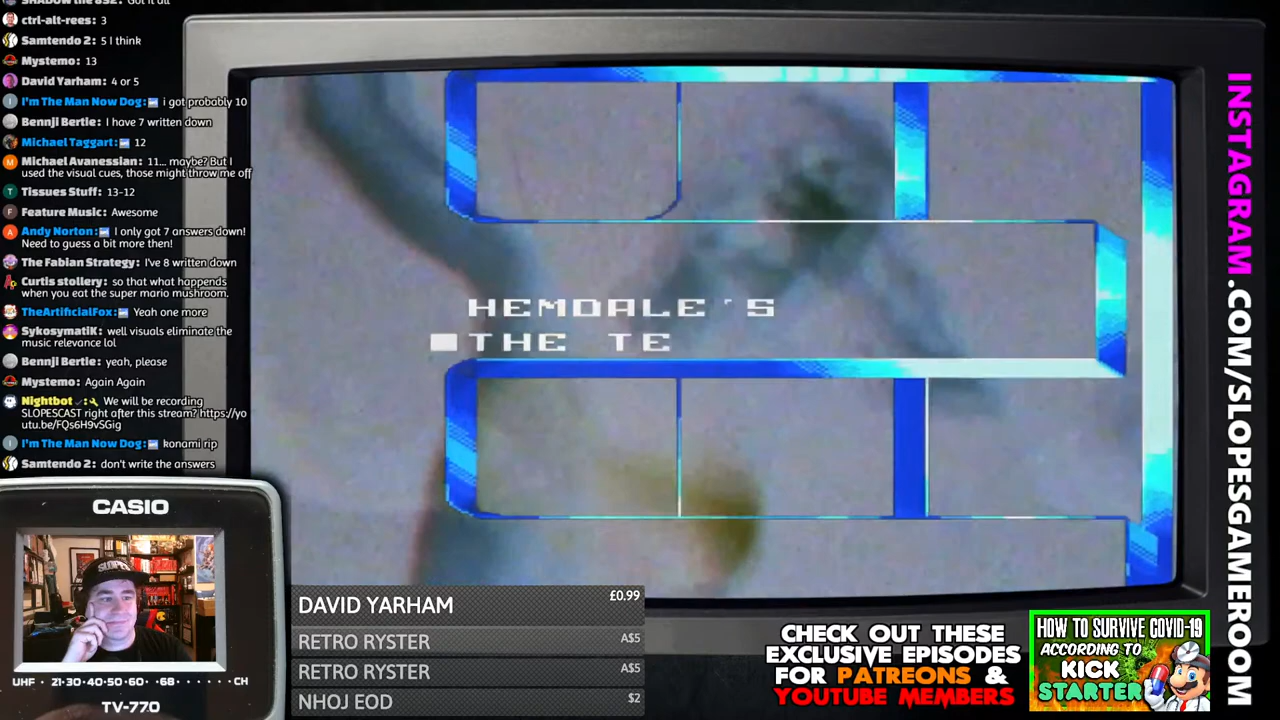 ctrl-alt-rees: 3
Samtendo 2: 5 I think
Mystemo: 13
David Yarham: 4 or 5
I'm The Man Now Dog: i got probably 10
Bennji Bertie: I have 7 written down
Michael Taggart: 12
Michael Avanessian: 11... maybe? But I
used the visual cues, those might throw me off
Tissues Stuff: 13-12
Feature Music: Awesome
Andy Norton: I only got 7 answers down!
Need to guess a bit more then!
The Fabian Strategy: I've 8 written down
Curtis stollery: so that what happends
when you eat the super mario mushroom.
TheArtificialFox: Yeah one more
SykosymatiK: well visuals eliminate the
music relevance lol
Bennji Bertie: yeah, please
Mystemo: Again Again
Nightbot: We will be recording
SLOPESCAST right after this stream? https://yo
utu.be/FQs6H9vSGig
I'm The Man Now Dog: konami rip
Samtendo 2: don't write the answers
HEMDALE'S
THE TE
INSTAGRAM.COM/SLOPESGAMEROOM
CASIO
SLOPE
UHF • 21•30•40•50•60• •68• • • • • • CH
TV-770
DAVID YARHAM £0.99
RETRO RYSTER A$5
RETRO RYSTER A$5
NHOJ EOD $2
CHECK OUT THESE
EXCLUSIVE EPISODES
FOR PATREONS &
YOUTUBE MEMBERS
HOW TO SURVIVE COVID-19
ACCORDING TO
KICK
STARTER